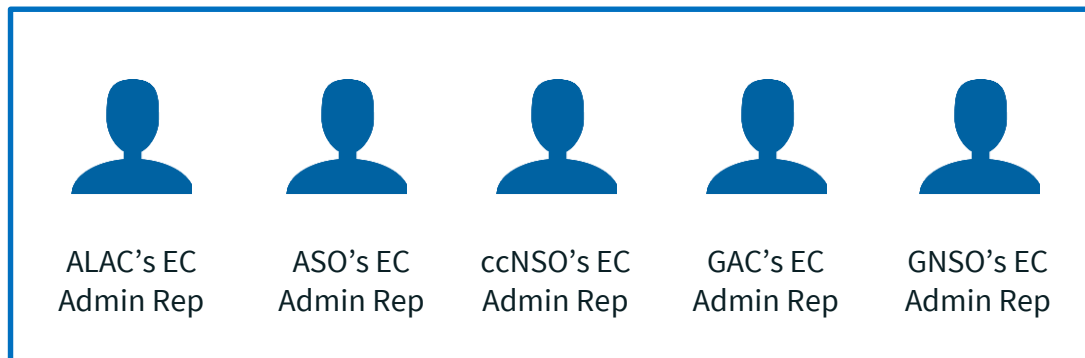 ALAC’s EC
Admin Rep
ASO’s EC
Admin Rep
ccNSO’s EC
Admin Rep
GAC’s EC
Admin Rep
GNSO’s EC
Admin Rep